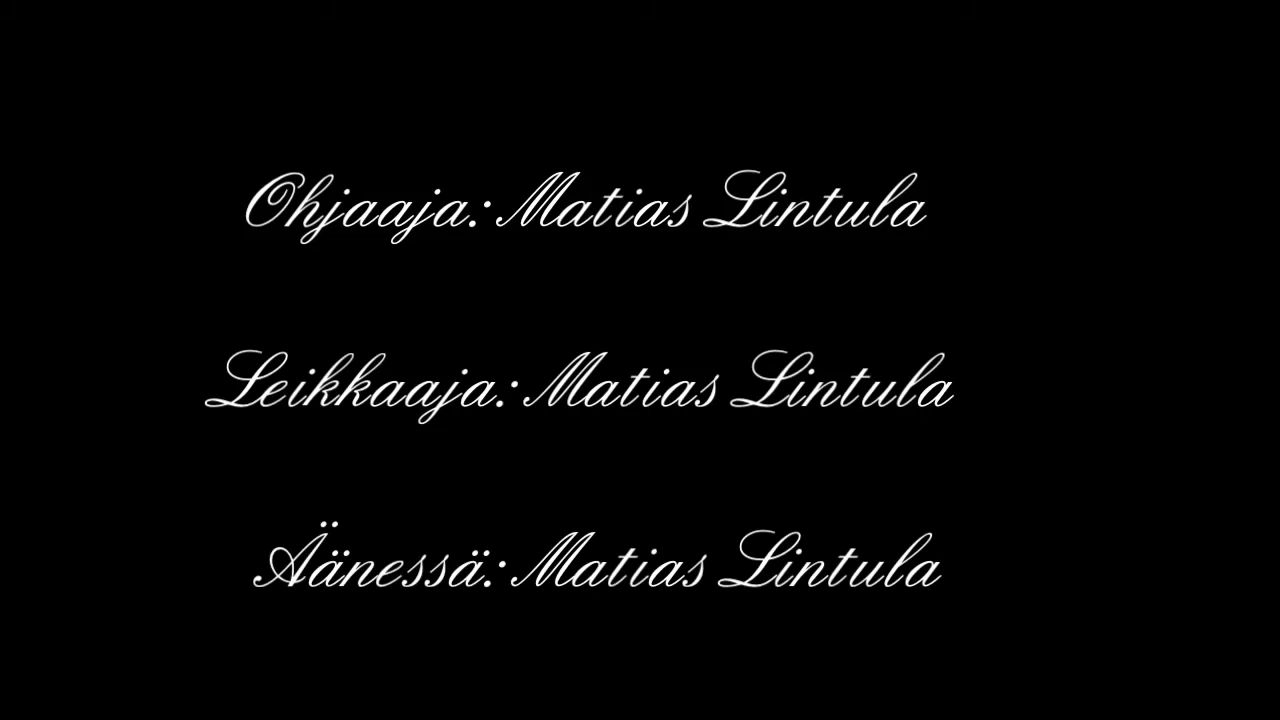 Ohjaaja: Matias Lintula
Leikkaaja: Matias Lintula
Äänessä: Matias Lintula